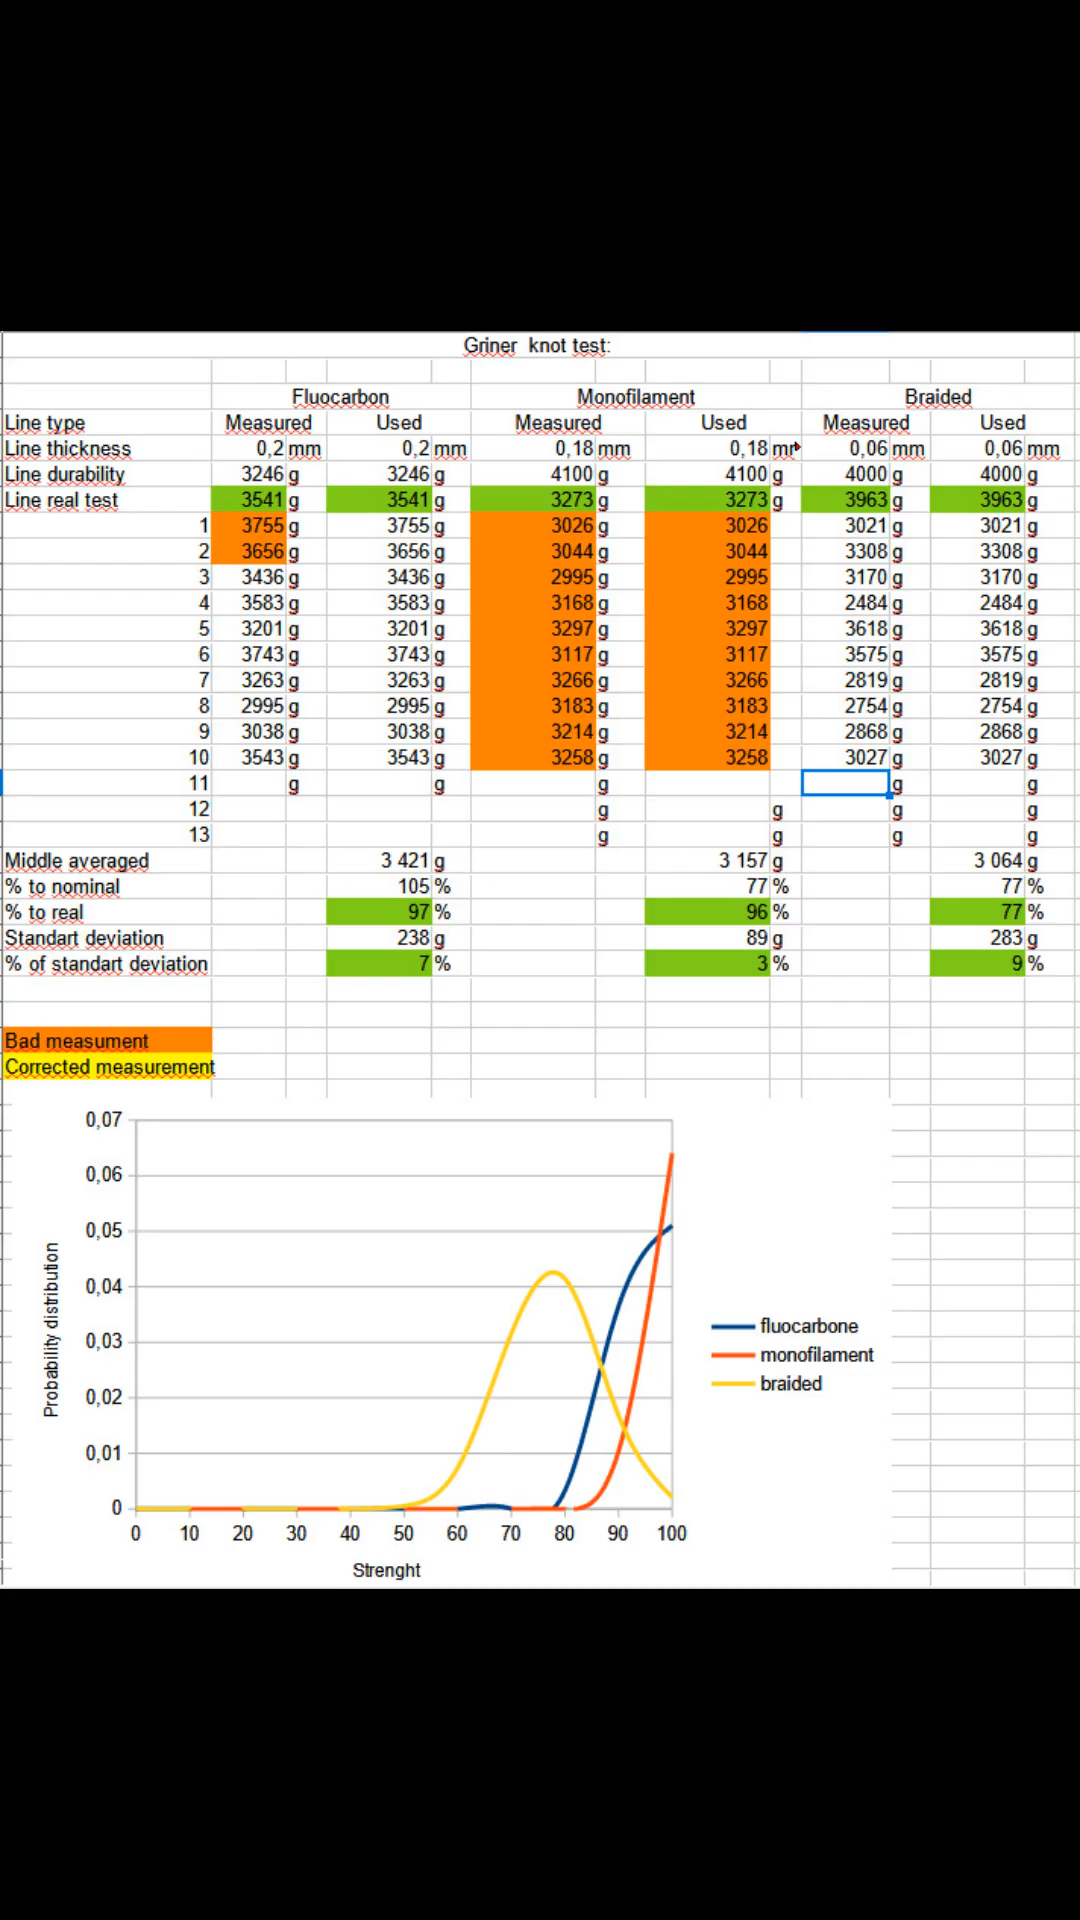 Griner knot test:
Fluocarbon Monofilament Braided
Line type Measured Used Measured Used Measured Used
Line thickness 0,2 mm 0,2 mm 0,18 mm 0,18 mm 0,06 mm 0,06 mm
Line durability 3246 g 3246 g 4100 g 4100 g 4000 g 4000 g
Line real test 3541 g 3541 g 3273 g 3273 g 3963 g 3963 g
1 3755 g 3755 g 3026 g 3026 3021 g 3021 g
2 3656 g 3656 g 3044 g 3044 3308 g 3308 g
3 3436 g 3436 g 2995 g 2995 3170 g 3170 g
4 3583 g 3583 g 3168 g 3168 2484 g 2484 g
5 3201 g 3201 g 3297 g 3297 3618 g 3618 g
6 3743 g 3743 g 3117 g 3117 3575 g 3575 g
7 3263 g 3263 g 3266 g 3266 2819 g 2819 g
8 2995 g 2995 g 3183 g 3183 2754 g 2754 g
9 3038 g 3038 g 3214 g 3214 2868 g 2868 g
10 3543 g 3543 g 3258 g 3258 3027 g 3027 g
11 g g g g g
12 g g g g
13 g g g g
Middle averaged 3 421 g 3 157 g 3 064 g
% to nominal 105 % 77 % 77 %
% to real 97 % 96 % 77 %
Standart deviation 238 g 89 g 283 g
% of standart deviation 7 % 3 % 9 %
Bad measument
Corrected measurement
0,07
0,06
0,05
0,04
0,03
0,02
0,01
0
Probability distribution
0 10 20 30 40 50 60 70 80 90 100
Strenght
fluocarbone
monofilament
braided